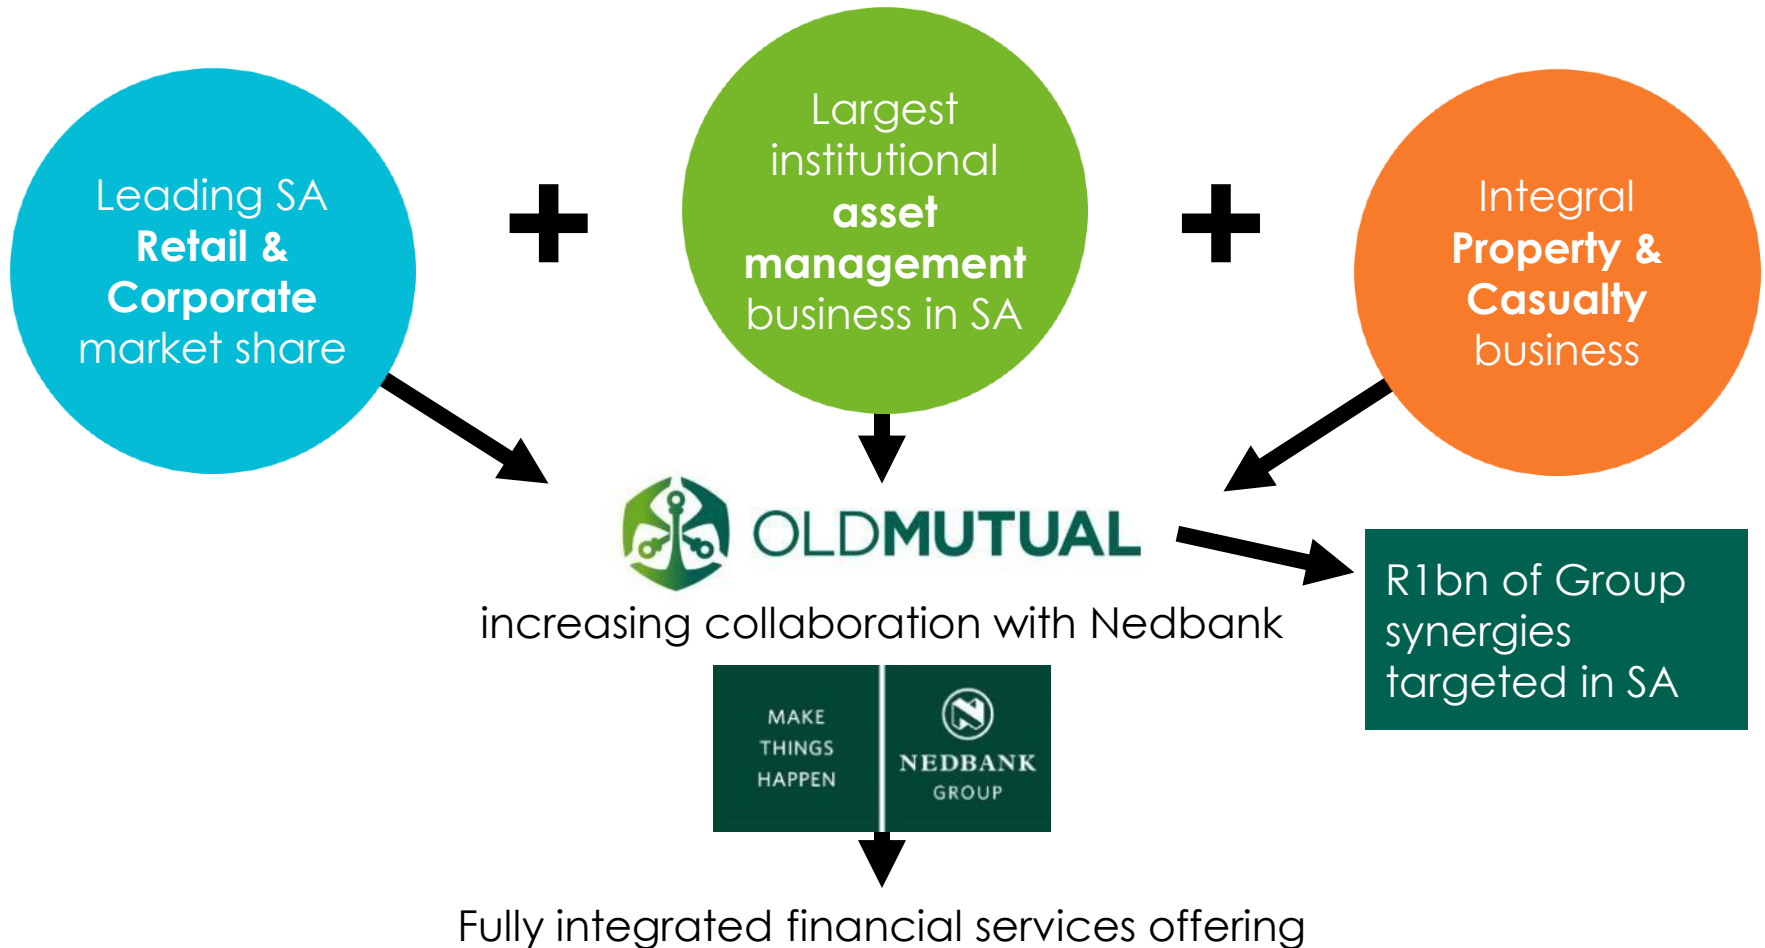 Leading SA
Retail &
Corporate
market share
+
Largest
institutional
asset
management
business in SA
+
Integral
Property &
Casualty
business
OLDMUTUAL
increasing collaboration with Nedbank
R1bn of Group
synergies
targeted in SA
MAKE
THINGS
HAPPEN
NEDBANK
GROUP
Fully integrated financial services offering